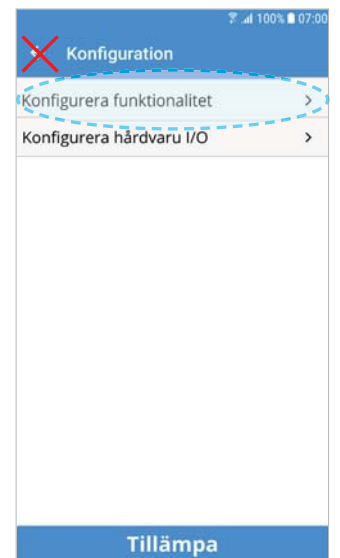 100% 07:00
Konfiguration
Konfigurera funktionalitet
Konfigurera hårdvaru I/O
Tillämpa